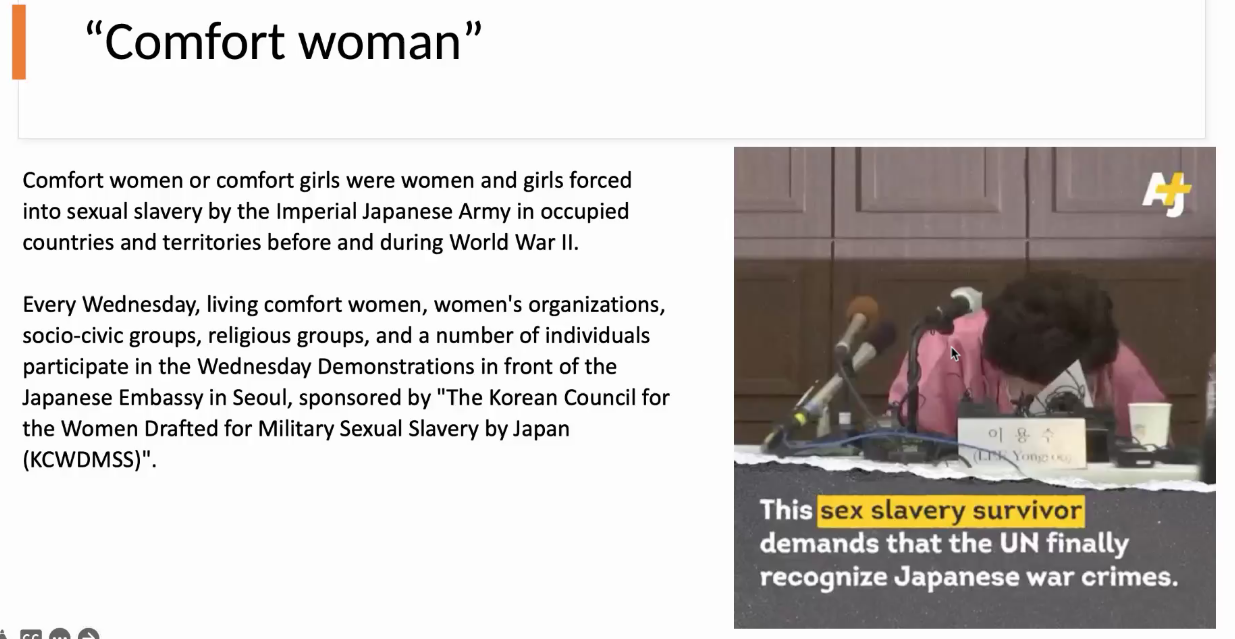 “Comfort woman”
Comfort women or comfort girls were women and girls forced
into sexual slavery by the Imperial Japanese Army in occupied
countries and territories before and during World War II.
Every Wednesday, living comfort women, women's organizations,
socio-civic groups, religious groups, and a number of individuals
participate in the Wednesday Demonstrations in front of the
Japanese Embassy in Seoul, sponsored by "The Korean Council for
the Women Drafted for Military Sexual Slavery by Japan
(KCWDMSS)".
AJ+
이 용 수
(LEE Yongsoo)
This sex slavery survivor
demands that the UN finally
recognize Japanese war crimes.
CC